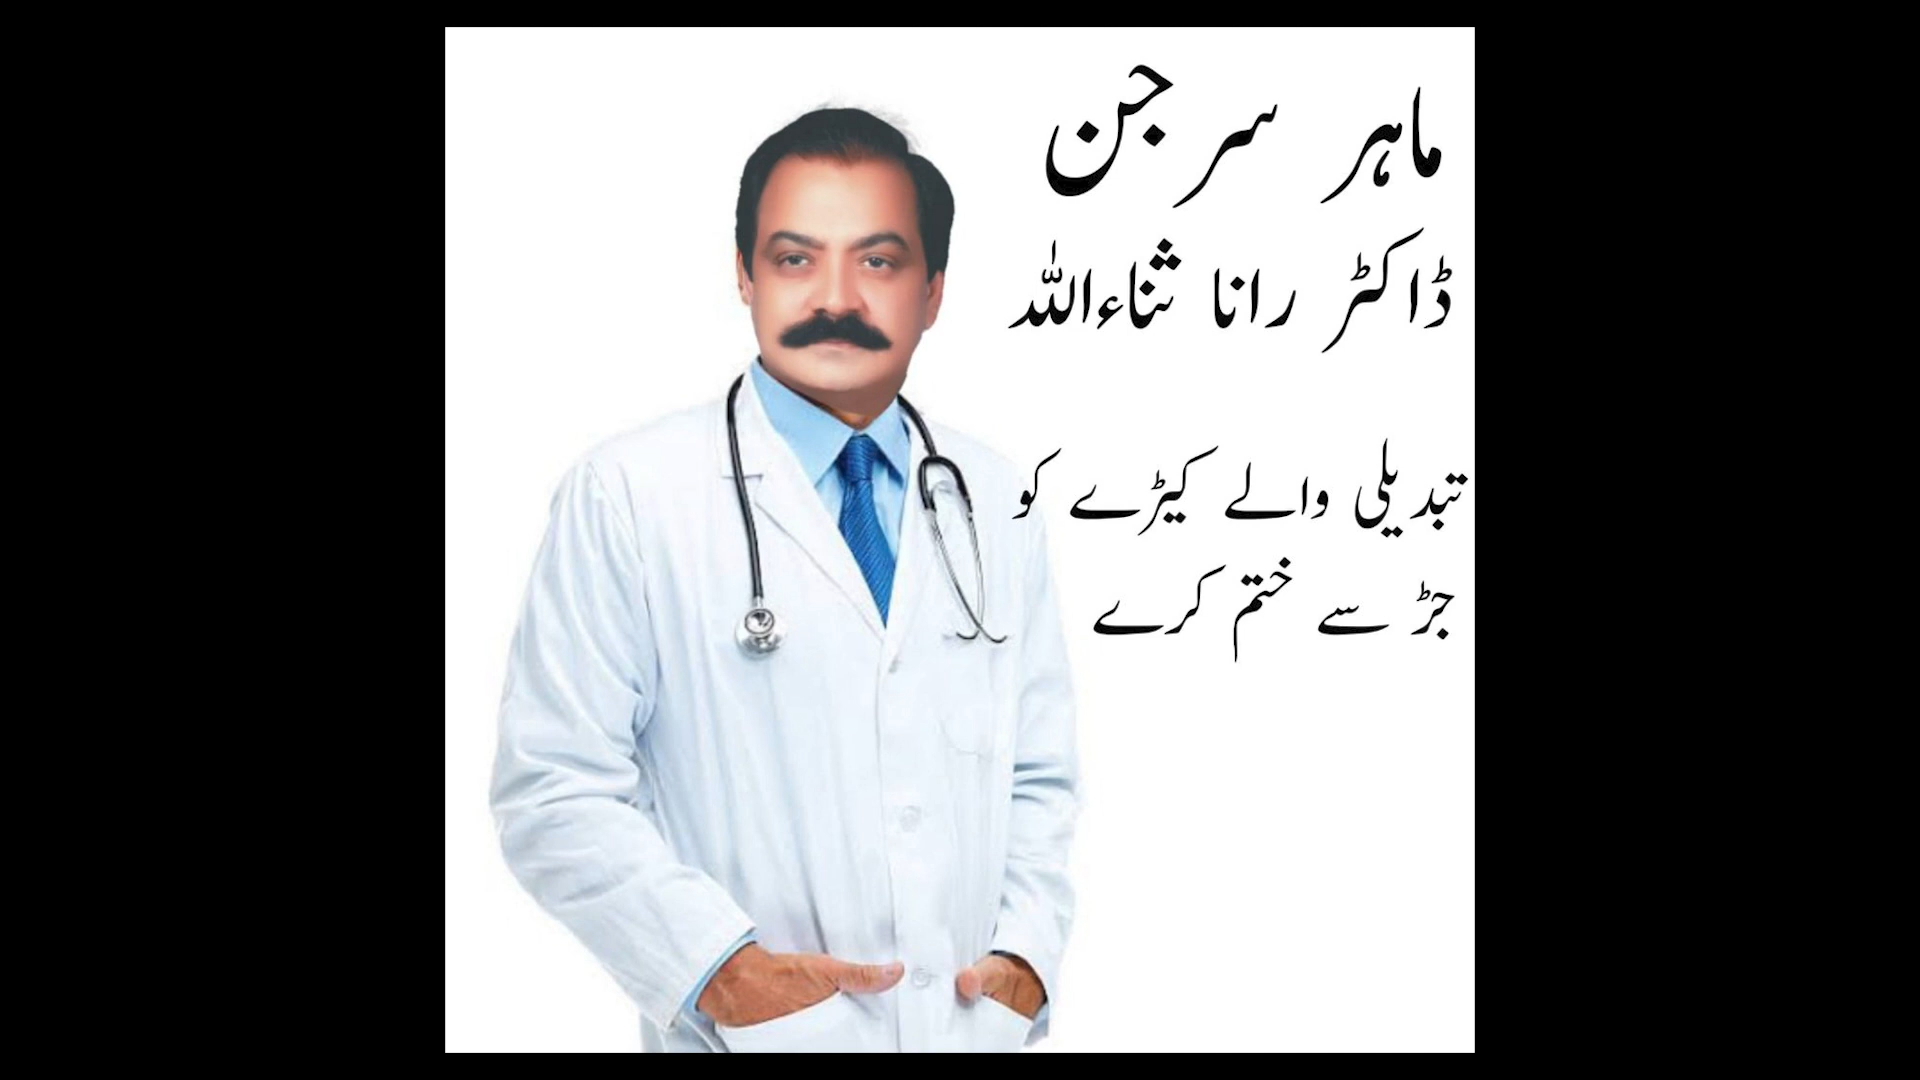 ماہر سرجن
ڈاکٹر رانا ثناءاللہ
تبدیلی والے کیڑے کو
جڑ سے ختم کرے